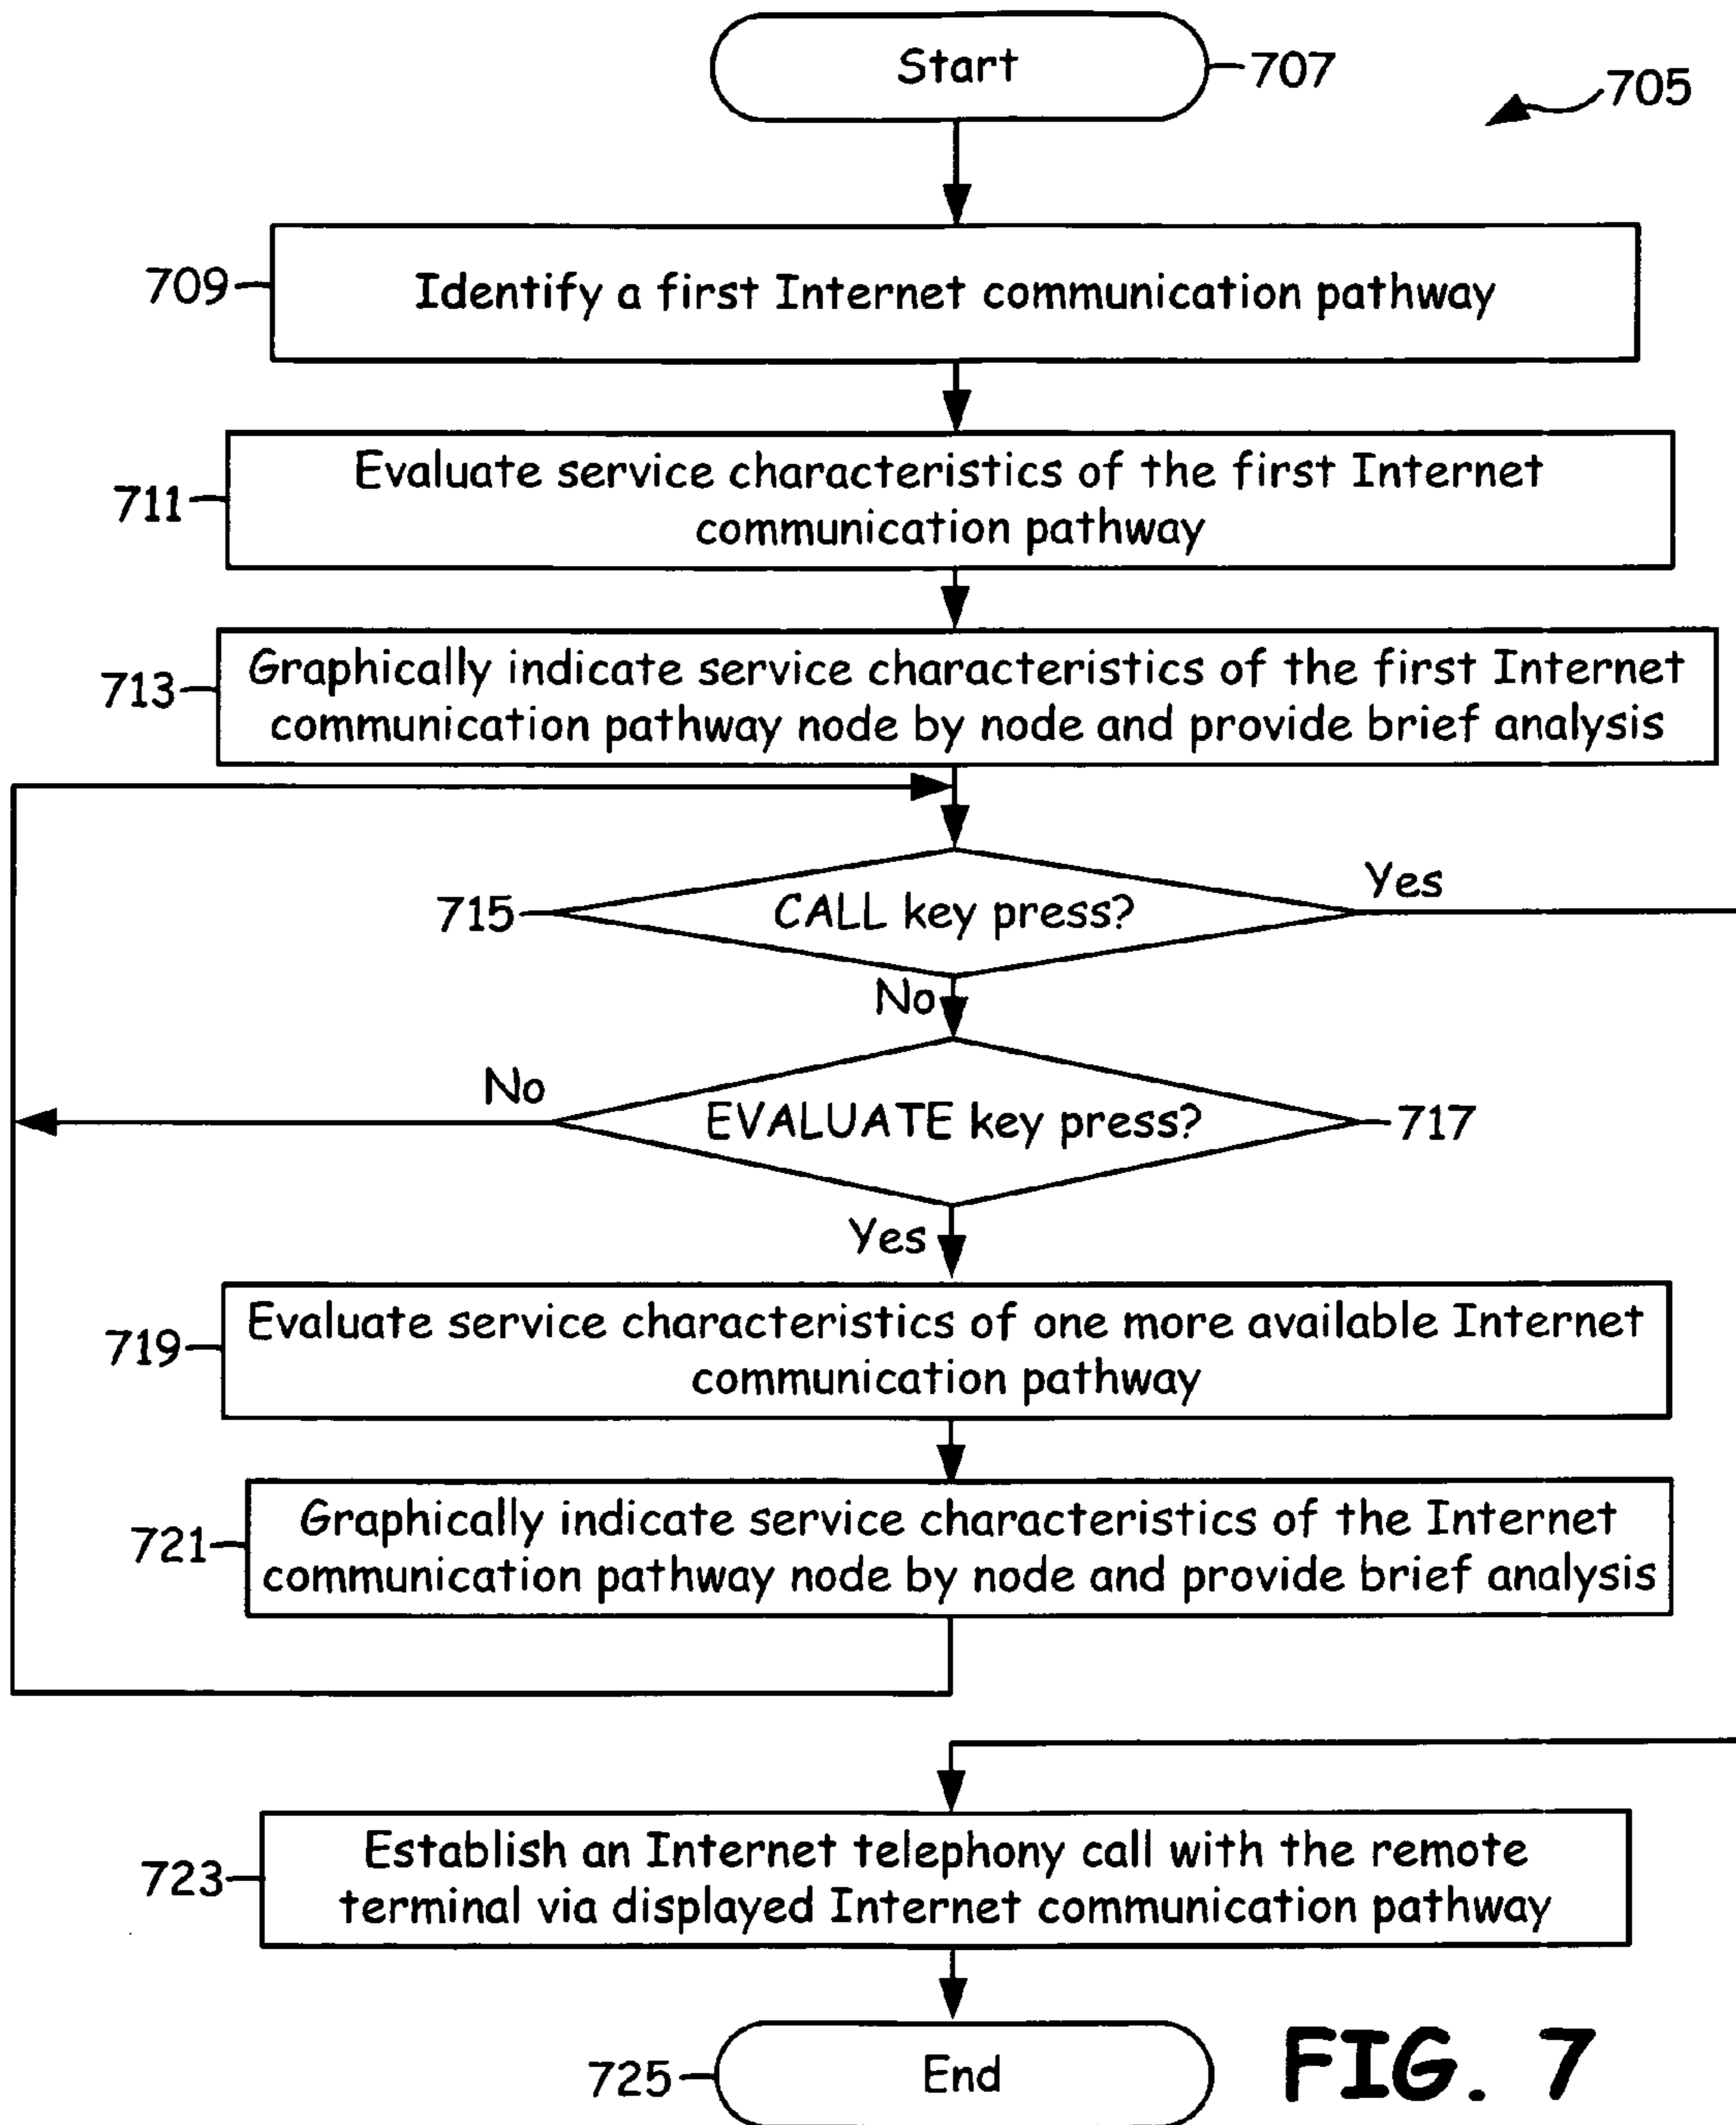 Start
707
705
709
Identify a first Internet communication pathway
711
Evaluate service characteristics of the first Internet
communication pathway
713
Graphically indicate service characteristics of the first Internet
communication pathway node by node and provide brief analysis
715
CALL key press?
Yes
No
No
EVALUATE key press?
717
Yes
719
Evaluate service characteristics of one more available Internet
communication pathway
721
Graphically indicate service characteristics of the Internet
communication pathway node by node and provide brief analysis
723
Establish an Internet telephony call with the remote
terminal via displayed Internet communication pathway
725
End
FIG. 7